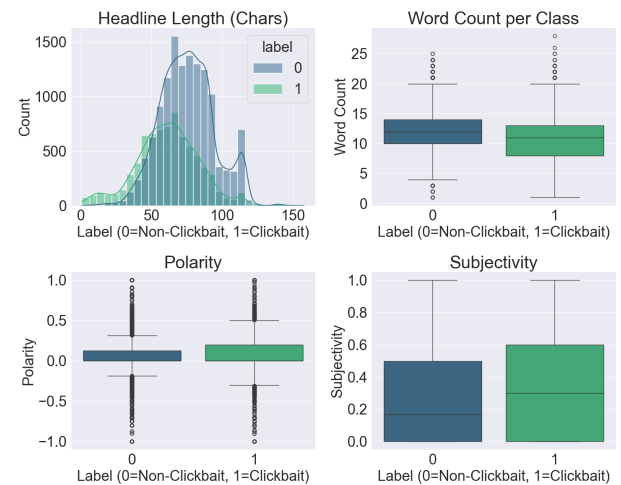 Headline Length (Chars)
Count
1500
1000
500
0
label
0
1
0
50
100
150
Label (0=Non-Clickbait, 1=Clickbait)
Word Count per Class
Word Count
25
20
15
10
5
0
0
1
Label (0=Non-Clickbait, 1=Clickbait)
Polarity
Polarity
1.0
0.5
0.0
−0.5
−1.0
0
1
Label (0=Non-Clickbait, 1=Clickbait)
Subjectivity
Subjectivity
1.0
0.8
0.6
0.4
0.2
0.0
0
1
Label (0=Non-Clickbait, 1=Clickbait)